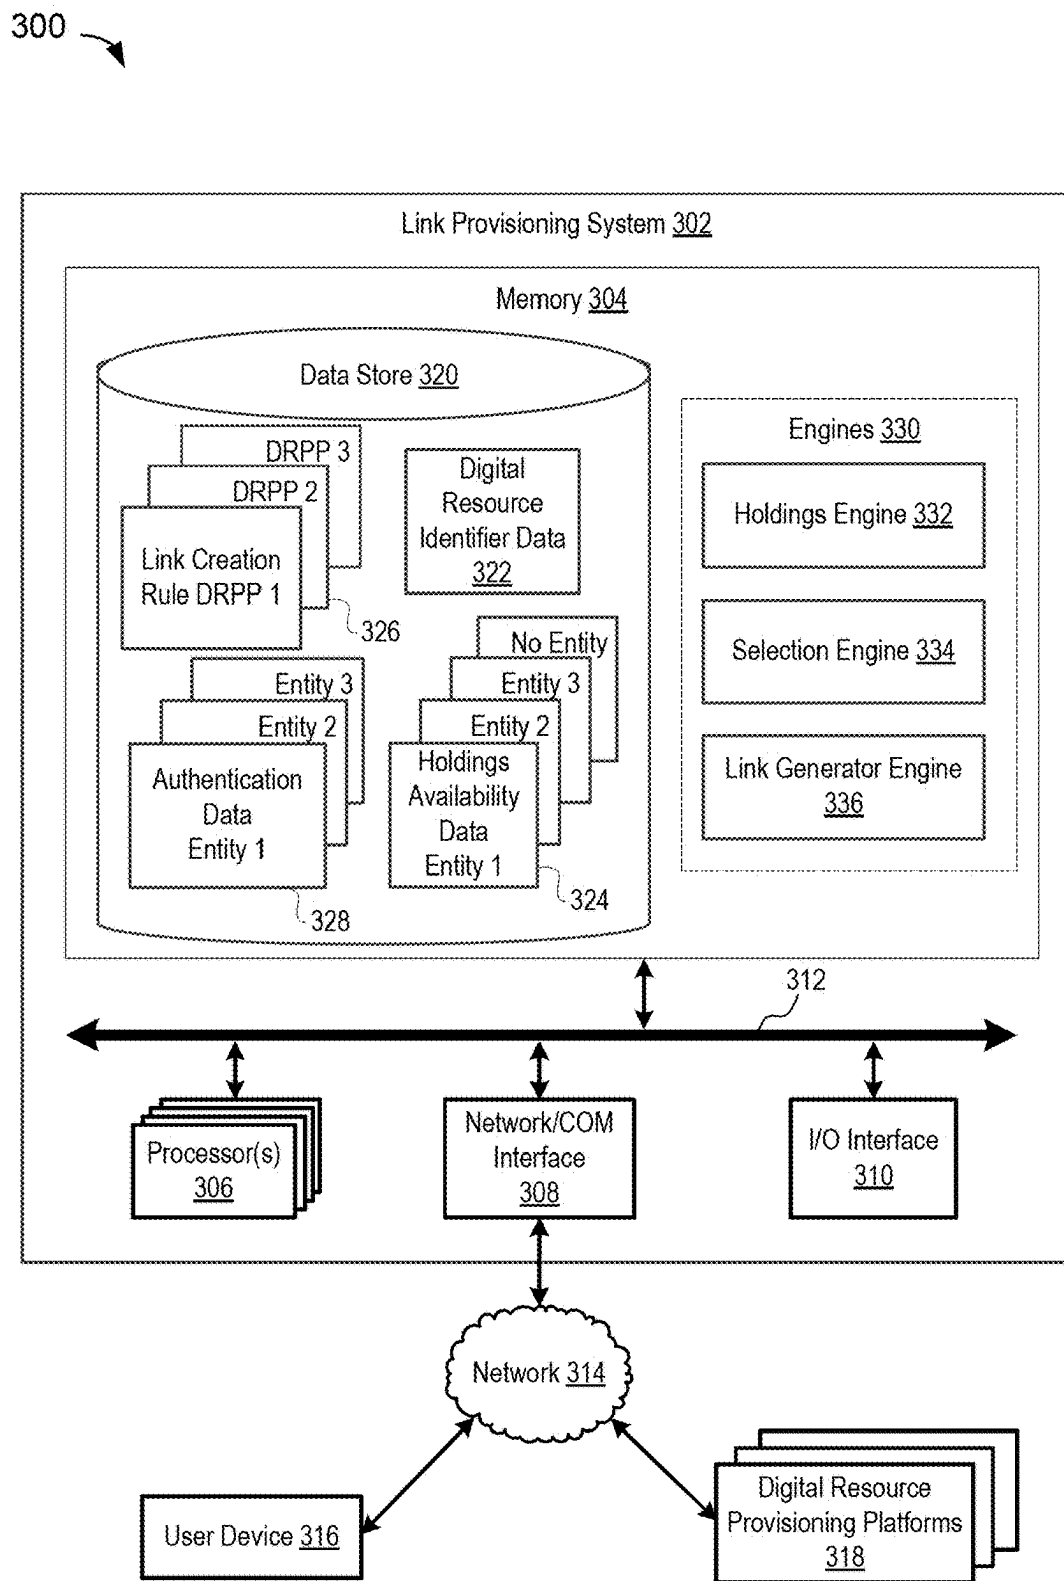 300
Link Provisioning System 302
Memory 304
Data Store 320
DRPP 3
DRPP 2
Link Creation
Rule DRPP 1
326
Digital
Resource
Identifier Data
322
Entity 3
Entity 2
Authentication
Data
Entity 1
328
No Entity
Entity 3
Entity 2
Holdings
Availability
Data
Entity 1
324
Engines 330
Holdings Engine 332
Selection Engine 334
Link Generator Engine
336
312
Processor(s)
306
Network/COM
Interface
308
I/O Interface
310
Network 314
User Device 316
Digital Resource
Provisioning Platforms
318